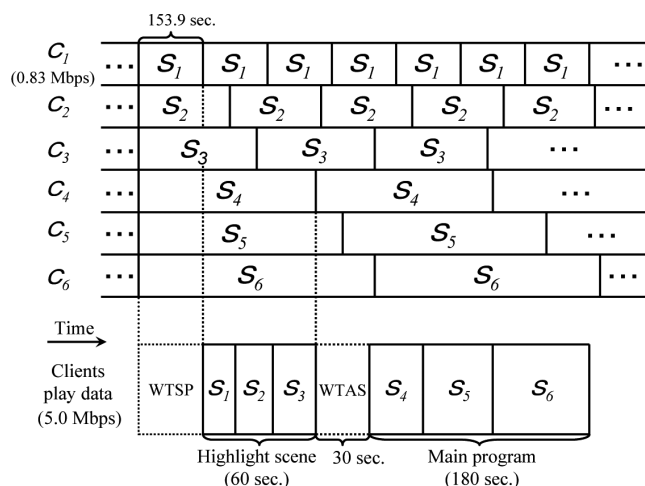 153.9 sec.
C1 ··· S1 S1 S1 S1 S1 S1 S1 ···
(0.83 Mbps)
C2 ··· S2 S2 S2 S2 S2 ···
C3 ··· S3 S3 S3 ···
C4 ··· S4 S4 ···
C5 ··· S5 S5 ···
C6 ··· S6 S6 ···
Time
Clients
play data
(5.0 Mbps)
WTSP S1 S2 S3 WTAS S4 S5 S6
Highlight scene
(60 sec.)
30 sec.
Main program
(180 sec.)